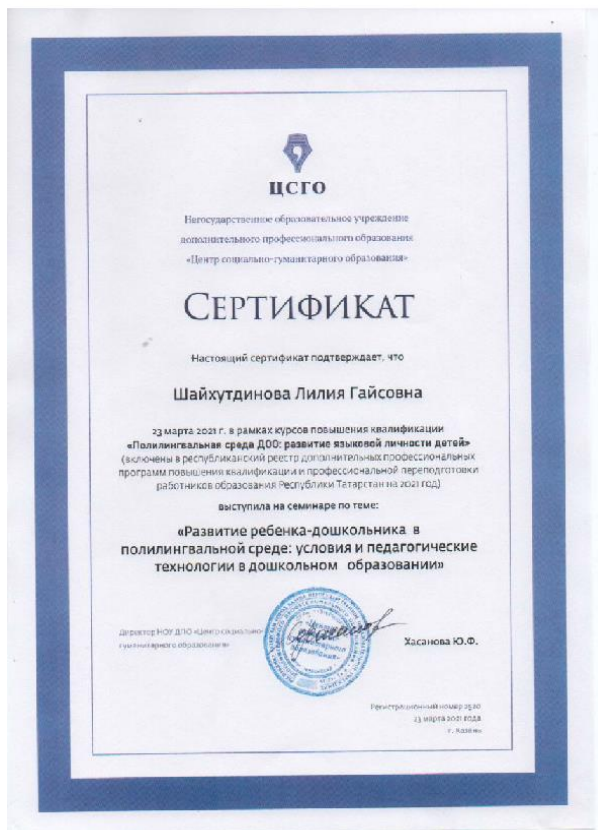 ЦСГО
Негосударственное образовательное учреждение
дополнительного профессионального образования
«Центр социально-гуманитарного образования»
СЕРТИФИКАТ
Настоящий сертификат подтверждает, что
Шайхутдинова Лилия Гайсовна
23 марта 2021 г. в рамках курсов повышения квалификации
«Полилингвальная среда ДОО: развитие языковой личности детей»
(включены в республиканский реестр дополнительных профессиональных
программ повышения квалификации и профессиональной переподготовки
работников образования Республики Татарстан на 2021 год)
выступила на семинаре по теме:
«Развитие ребенка-дошкольника в
полилингвальной среде: условия и педагогические
технологии в дошкольном образовании»
Директор НОУ ДПО «Центр социально-
гуманитарного образования»
Хасанова Ю.Ф.
Регистрационный номер
23 марта 2021 года
г. Казань